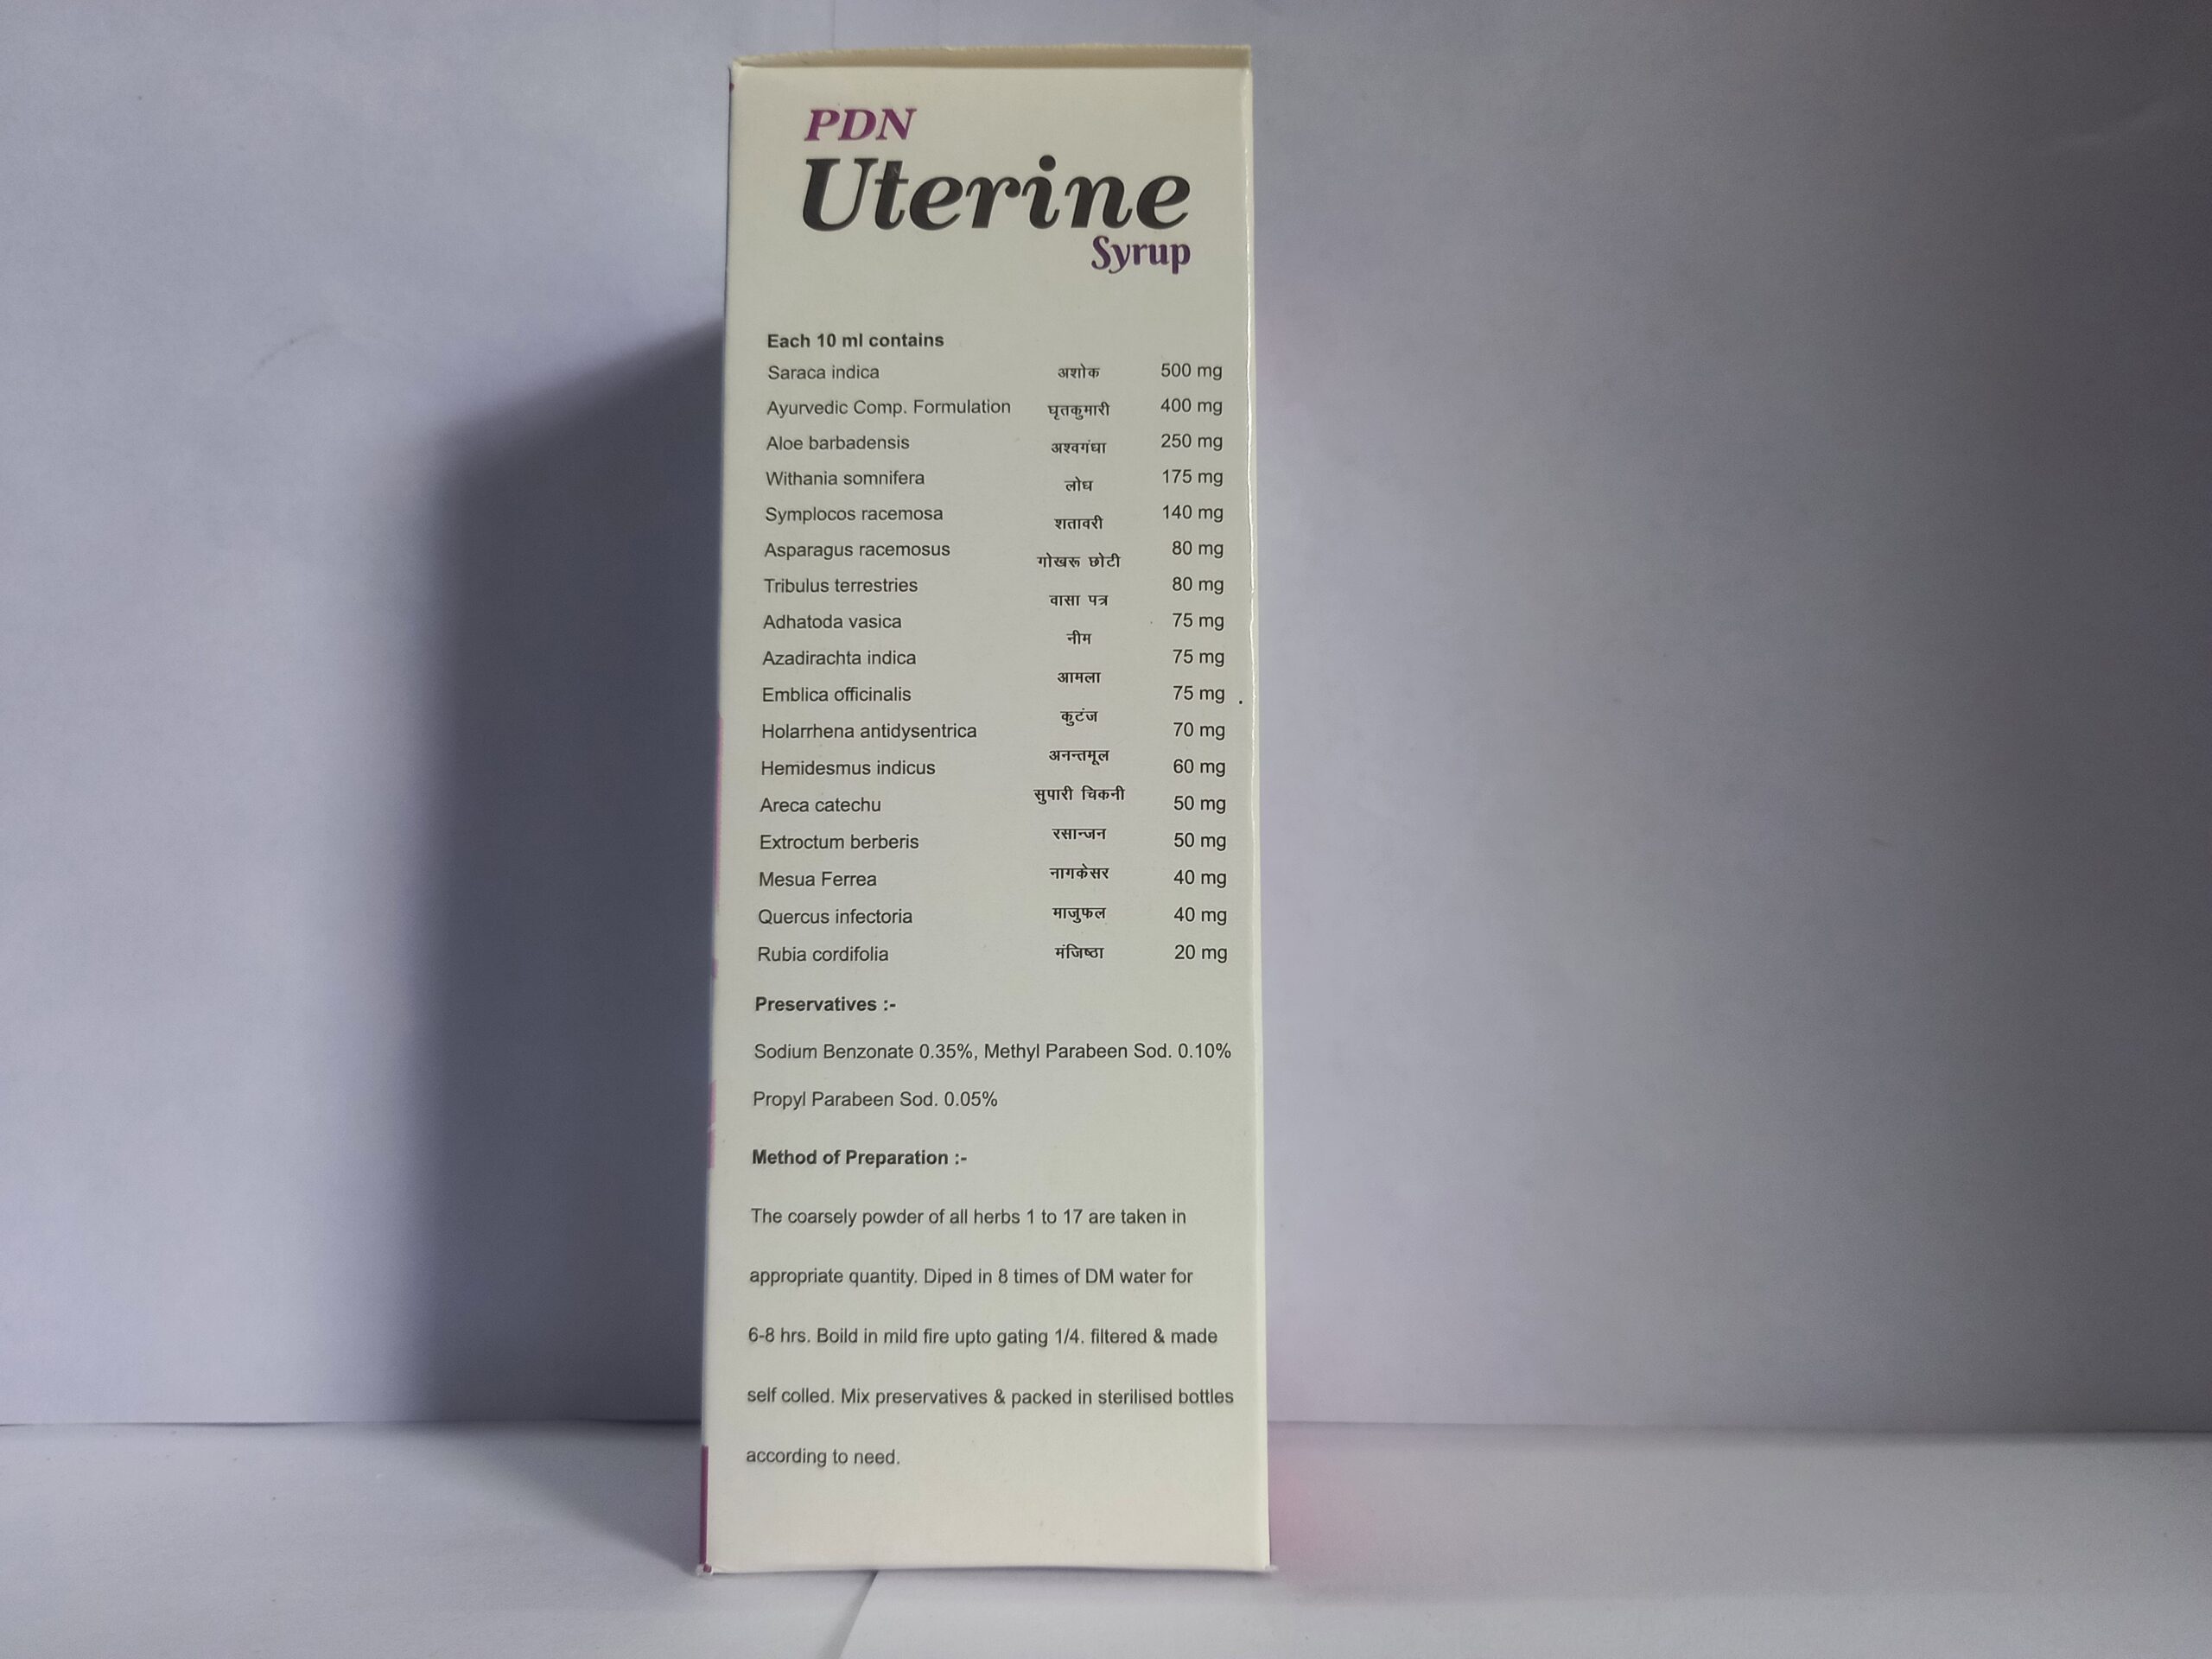 PDN
Uterine
Syrup
Each 10 ml contains
Saraca indica अशोक 500 mg
Ayurvedic Comp. Formulation घृतकुमारी 400 mg
Aloe barbadensis अश्वगंधा 250 mg
Withania somnifera लोध 175 mg
Symplocos racemosa शतावरी 140 mg
Asparagus racemosus गोखरू छोटी 80 mg
Tribulus terrestries वासा पत्र 80 mg
Adhatoda vasica नीम 75 mg
Azadirachta indica आमला 75 mg
Emblica officinalis कुटंज 75 mg
Holarrhena antidysentrica अनन्तमूल 70 mg
Hemidesmus indicus सुपारी चिकनी 60 mg
Areca catechu रसान्जन 50 mg
Extroctum berberis नागकेसर 50 mg
Mesua Ferrea माजुफल 40 mg
Quercus infectoria 40 mg
Rubia cordifolia मंजिष्ठा 20 mg
Preservatives :-
Sodium Benzonate 0.35%, Methyl Parabeen Sod. 0.10%
Propyl Parabeen Sod. 0.05%
Method of Preparation :-
The coarsely powder of all herbs 1 to 17 are taken in
appropriate quantity. Diped in 8 times of DM water for
6-8 hrs. Boild in mild fire upto gating 1/4. filtered & made
self colled. Mix preservatives & packed in sterilised bottles
according to need.